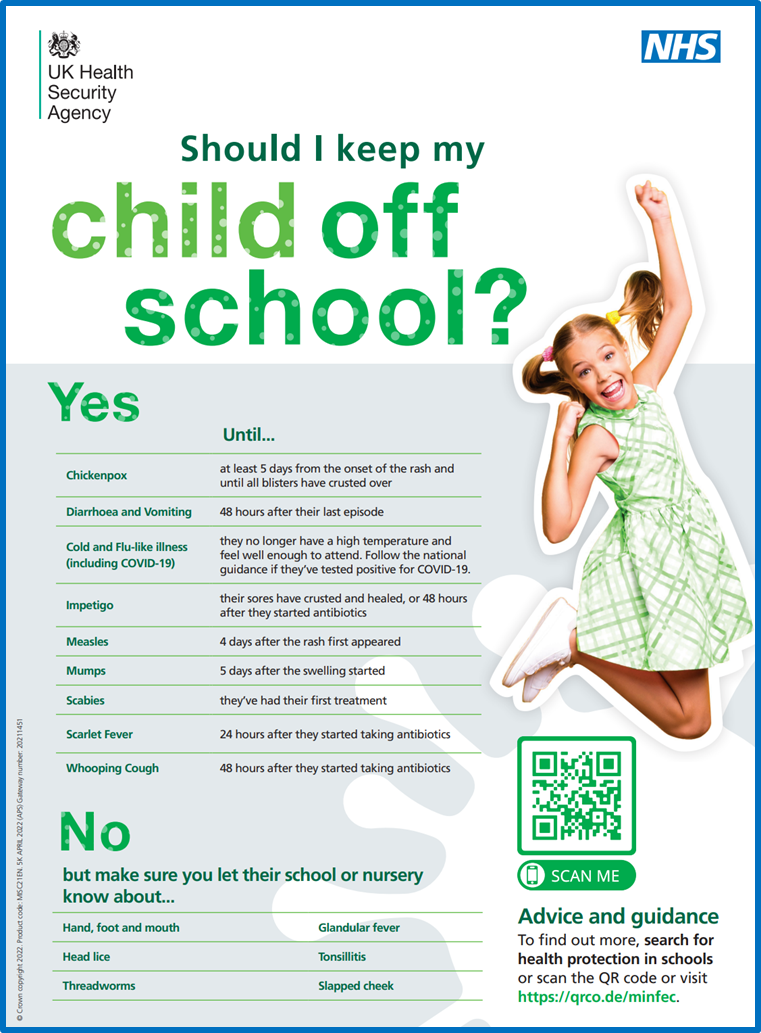 UK Health
Security
Agency
NHS
Should I keep my
child off
school?
Yes
Until...
Chickenpox
at least 5 days from the onset of the rash and
until all blisters have crusted over
Diarrhoea and Vomiting
48 hours after their last episode
Cold and Flu-like illness
(including COVID-19)
they no longer have a high temperature and
feel well enough to attend. Follow the national
guidance if they’ve tested positive for COVID-19.
Impetigo
their sores have crusted and healed, or 48 hours
after they started antibiotics
Measles
4 days after the rash first appeared
Mumps
5 days after the swelling started
Scabies
they’ve had their first treatment
Scarlet Fever
24 hours after they started taking antibiotics
Whooping Cough
48 hours after they started taking antibiotics
No
but make sure you let their school or nursery
know about...
Hand, foot and mouth
Glandular fever
Head lice
Tonsillitis
Threadworms
Slapped cheek
SCAN ME
Advice and guidance
To find out more, search for
health protection in schools
or scan the QR code or visit
https://qrco.de/minfec.
© Crown copyright 2022. Product code: MISC21EN. 5K APRIL 2022 (APS) Gateway number: 20211451